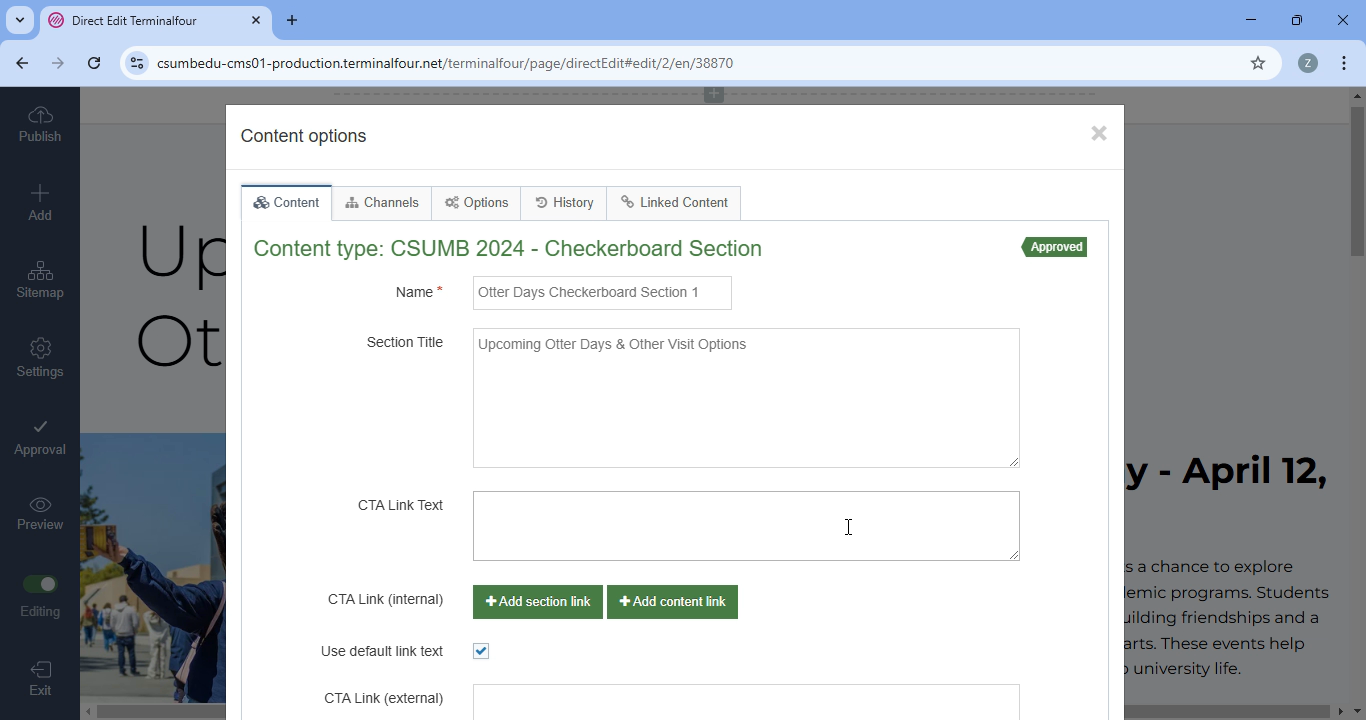 Direct Edit Terminalfour
csumbedu-cms01-production.terminalfour.net/terminalfour/page/directEdit#edit/2/en/38870
Z
Publish
Add
Sitemap
Settings
Approval
Preview
Editing
Exit
Content options
Content
Channels
Options
History
Linked Content
Content type: CSUMB 2024 - Checkerboard Section
Approved
Name*
Otter Days Checkerboard Section 1
Section Title
Upcoming Otter Days & Other Visit Options
CTA Link Text
CTA Link (internal)
+ Add section link
+ Add content link
Use default link text
CTA Link (external)
Up
Ot
y - April 12,
s a chance to explore
emic programs. Students
uilding friendships and a
arts. These events help
university life.